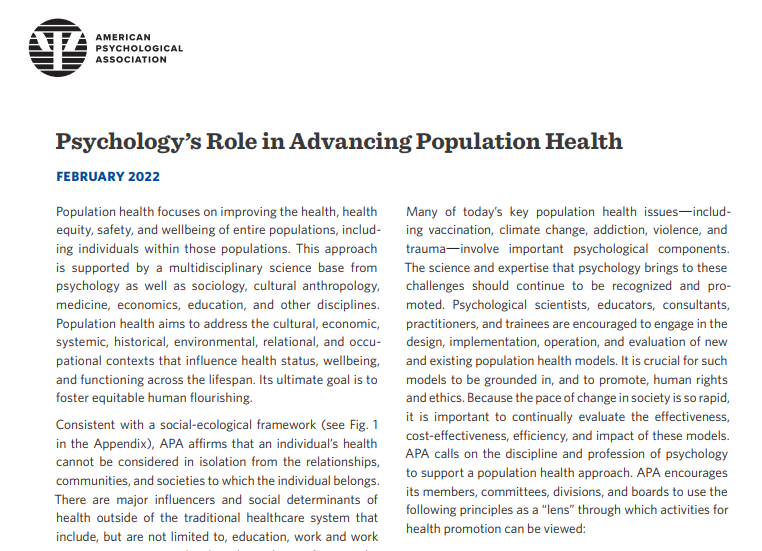 AMERICAN
PSYCHOLOGICAL
ASSOCIATION
Psychology's Role in Advancing Population Health
FEBRUARY 2022
Population health focuses on improving the health, health
equity, safety, and wellbeing of entire populations, includ-
ing individuals within those populations. This approach
is supported by a multidisciplinary science base from
psychology as well as sociology, cultural anthropology,
medicine, economics, education, and other disciplines.
Population health aims to address the cultural, economic,
systemic, historical, environmental, relational, and occu-
pational contexts that influence health status, wellbeing,
and functioning across the lifespan. Its ultimate goal is to
foster equitable human flourishing.
Consistent with a social-ecological framework (see Fig. 1
in the Appendix), APA affirms that an individual's health
cannot be considered in isolation from the relationships,
communities, and societies to which the individual belongs.
There are major influencers and social determinants of
health outside of the traditional healthcare system that
include, but are not limited to, education, work and work
Many of today's key population health issues—includ-
ing vaccination, climate change, addiction, violence, and
trauma—involve important psychological components.
The science and expertise that psychology brings to these
challenges should continue to be recognized and pro-
moted. Psychological scientists, educators, consultants,
practitioners, and trainees are encouraged to engage in the
design, implementation, operation, and evaluation of new
and existing population health models. It is crucial for such
models to be grounded in, and to promote, human rights
and ethics. Because the pace of change in society is so rapid,
it is important to continually evaluate the effectiveness,
cost-effectiveness, efficiency, and impact of these models.
APA calls on the discipline and profession of psychology
to support a population health approach. APA encourages
its members, committees, divisions, and boards to use the
following principles as a "lens" through which activities for
health promotion can be viewed: